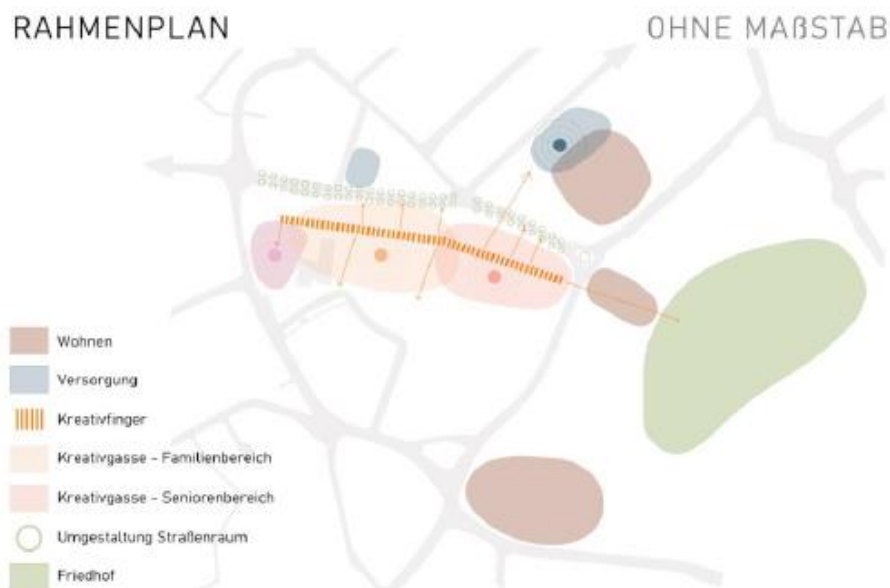 RAHMENPLAN
OHNE MAßSTAB
Wohnen
Versorgung
Kreativfinger
Kreativgasse - Familienbereich
Kreativgasse - Seniorenbereich
Umgestaltung Straßenraum
Friedhof